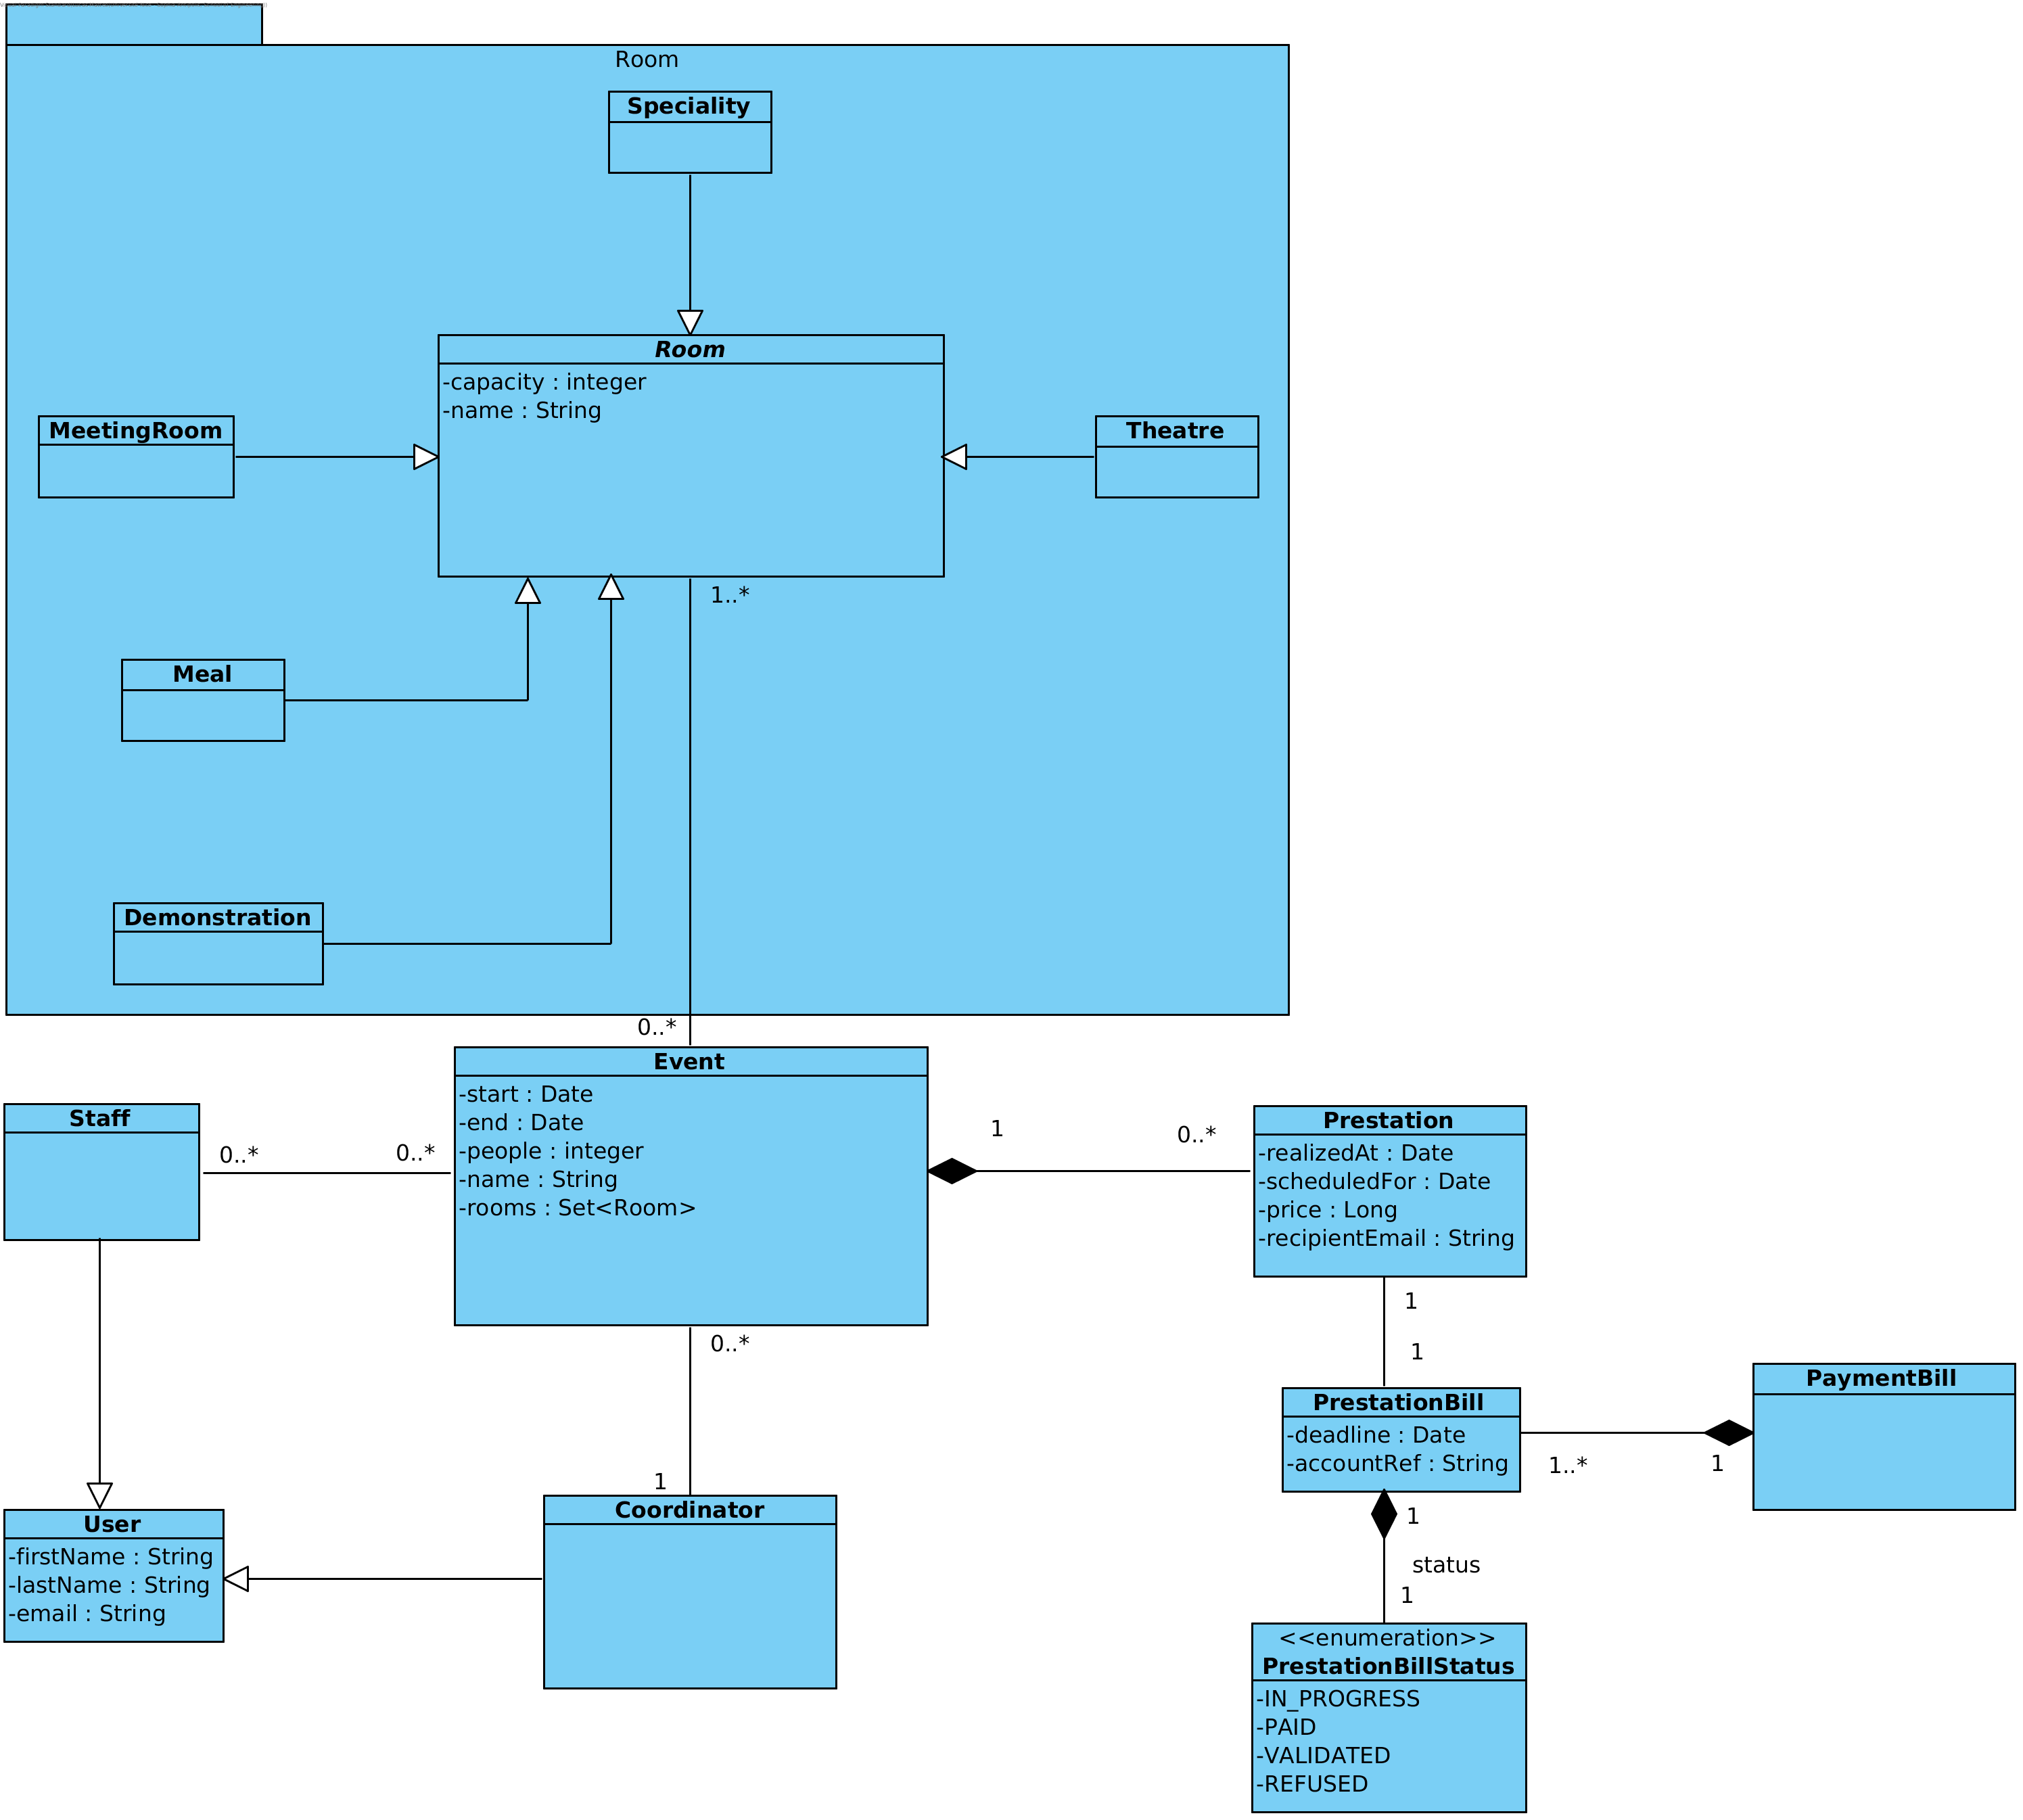 Room
Speciality
Room
-capacity : integer
-name : String
MeetingRoom
Theatre
1..*
Meal
Demonstration
0..*
Event
-start : Date
-end : Date
-people : integer
-name : String
-rooms : Set<Room>
Staff
0..*
0..*
1
0..*
Prestation
-realizedAt : Date
-scheduledFor : Date
-price : Long
-recipientEmail : String
1
1
0..*
1
PrestationBill
-deadline : Date
-accountRef : String
1..*
1
PaymentBill
User
-firstName : String
-lastName : String
-email : String
Coordinator
1
status
1
<<enumeration>>
PrestationBillStatus
-IN_PROGRESS
-PAID
-VALIDATED
-REFUSED